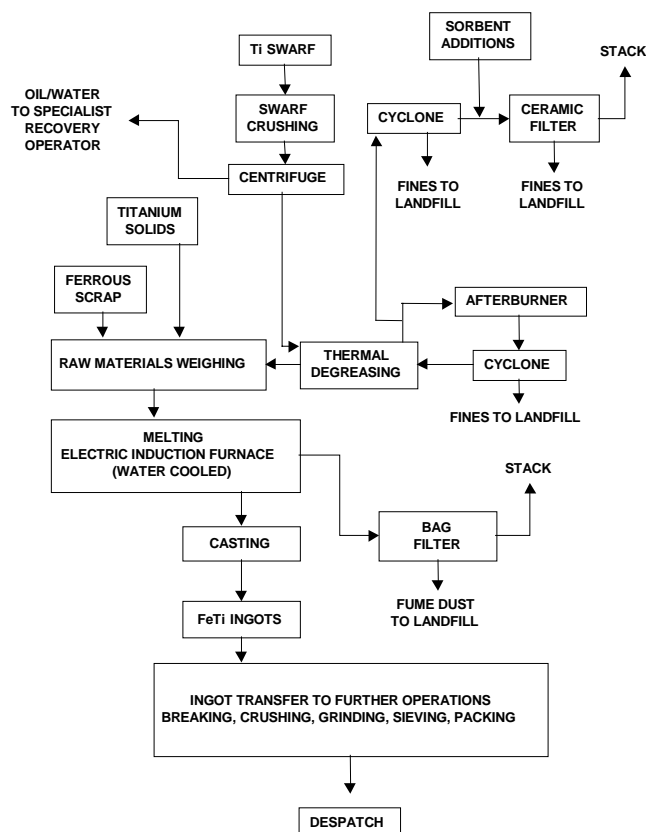 SORBENT
ADDITIONS
STACK
Ti SWARF
OIL/WATER
TO SPECIALIST
RECOVERY
OPERATOR
SWARF
CRUSHING
CYCLONE
CERAMIC
FILTER
CENTRIFUGE
FINES TO
LANDFILL
FINES TO
LANDFILL
TITANIUM
SOLIDS
FERROUS
SCRAP
AFTERBURNER
RAW MATERIALS WEIGHING
THERMAL
DEGREASING
CYCLONE
FINES TO LANDFILL
MELTING
ELECTRIC INDUCTION FURNACE
(WATER COOLED)
STACK
BAG
FILTER
CASTING
FUME DUST
TO LANDFILL
FeTi INGOTS
INGOT TRANSFER TO FURTHER OPERATIONS
BREAKING, CRUSHING, GRINDING, SIEVING, PACKING
DESPATCH